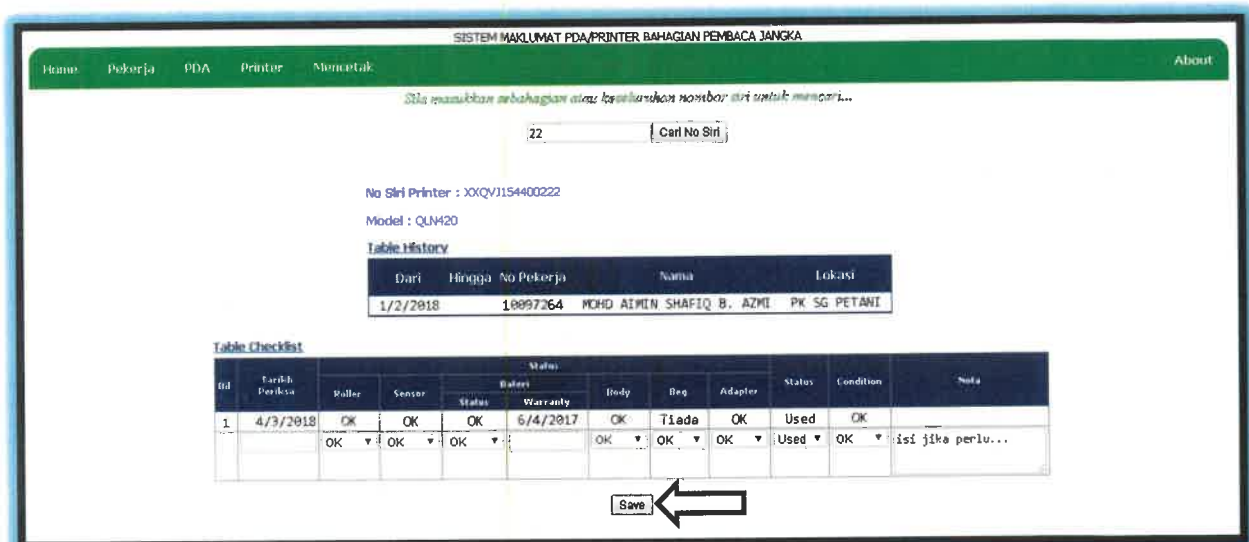 SISTEM MAKLUMAT PDA/PRINTER BAHAGIAN PEMBACA JANGKA
Home Pekerja PDA Printer Mencetak About
Sila masukkan sebahagian atau keseluruhan nombor siri untuk mencari...
22 Cari No Siri
No Siri Printer : XXQVJ154400222
Model : QLN420
Table History
Dari Hingga No Pekerja Nama Lokasi
1/2/2018 10097264 MOHD AIMIN SHAFIQ B. AZMI PK SG PETANI
Table Checklist
Status
Bil Tarikh Periksa Roller Sensor Bateri Body Beg Adapter Status Condition Nota
Status Warranty
1 4/3/2018 OK OK OK 6/4/2017 OK Tiada OK Used OK
OK OK OK OK OK OK Used OK isi jika perlu...
Save